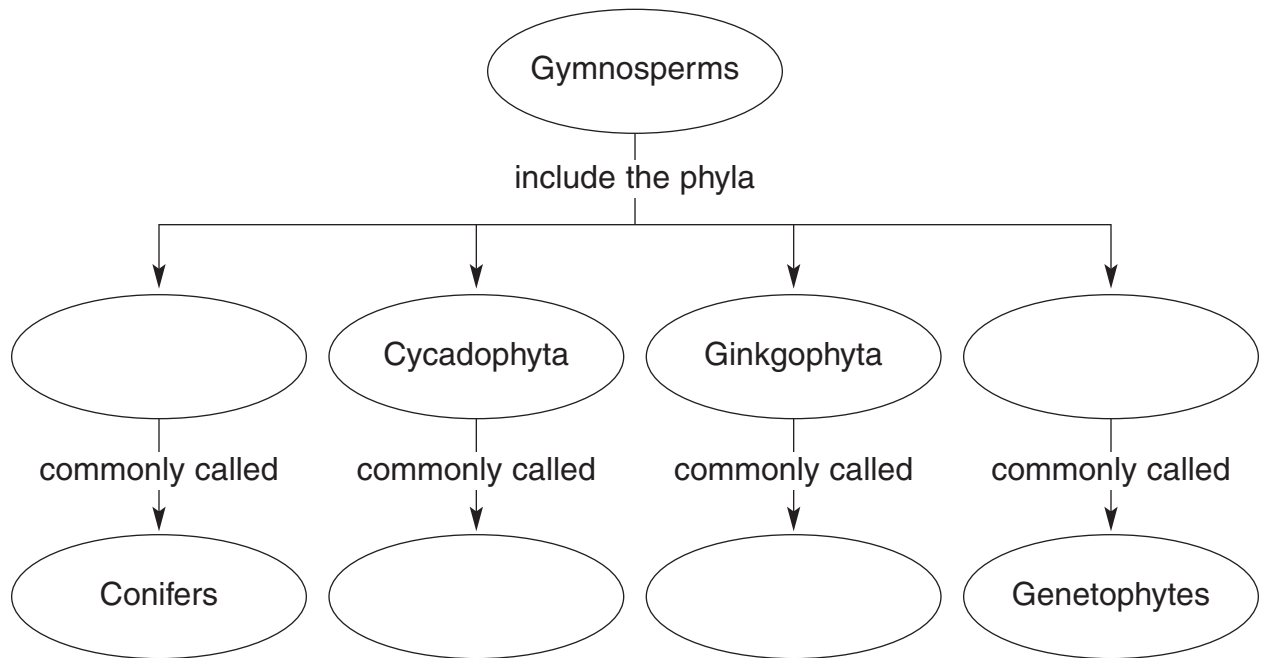 Gymnosperms
include the phyla
Cycadophyta
Ginkgophyta
commonly called
commonly called
commonly called
commonly called
Conifers
Genetophytes